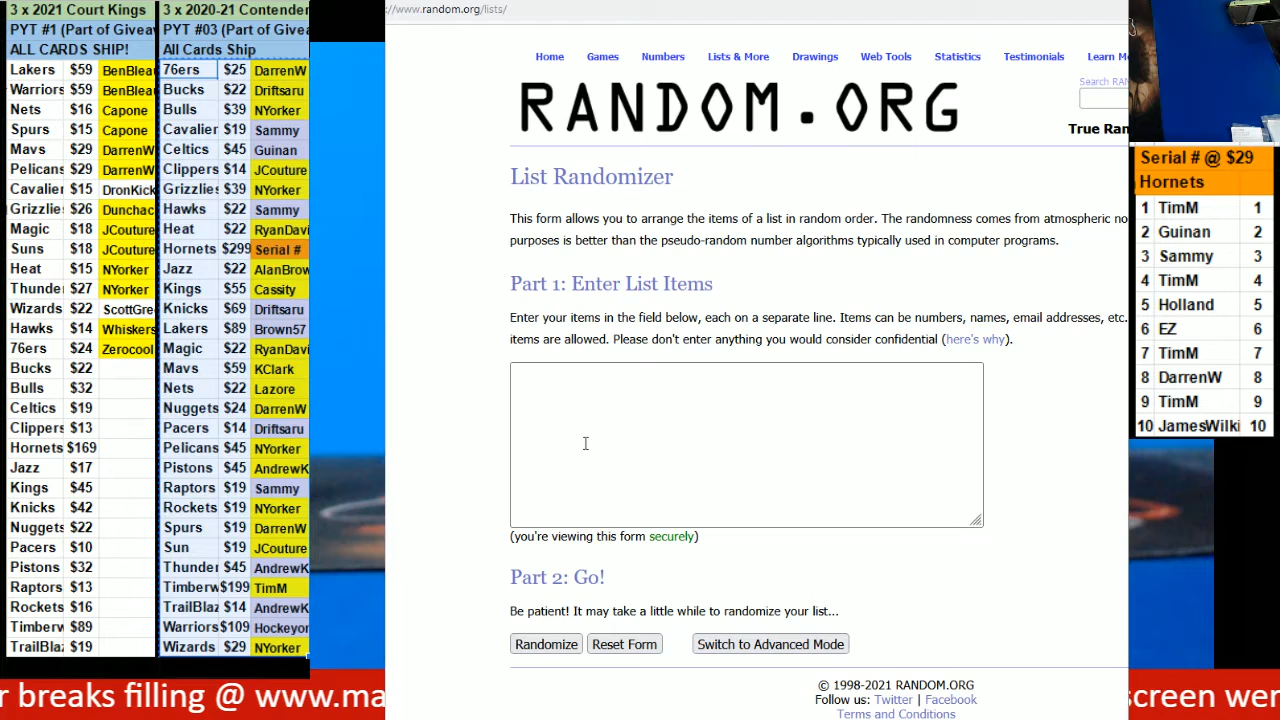 3 x 2021 Court Kings
PYT #1 (Part of Givea
ALL CARDS SHIP!
Lakers $59 BenBlea
Warriors $59 BenBlea
Nets $16 Capone
Spurs $15 Capone
Mavs $29 DarrenW
Pelicans $29 DarrenW
Cavalier $15 DronKick
Grizzlie $26 Dunchac
Magic $18 JCouture
Suns $18 JCouture
Heat $15 NYorker
Thunde $27 NYorker
Wizards $22 ScottGre
Hawks $14 Whiskers
76ers $24 Zerocool
Bucks $22
Bulls $32
Celtics $19
Clippers $13
Hornets $169
Jazz $17
Kings $45
Knicks $42
Nuggets $22
Pacers $10
Pistons $32
Raptors $13
Rockets $16
Timberw $89
TrailBla $19
3 x 2020-21 Contender
PYT #03 (Part of Givea
All Cards Ship
76ers $25 DarrenW
Bucks $22 Driftsaru
Bulls $39 NYorker
Cavalier $19 Sammy
Celtics $45 Guinan
Clippers $14 JCouture
Grizzlies $39 NYorker
Hawks $22 Sammy
Heat $22 RyanDavi
Hornets $299 Serial #
Jazz $22 AlanBrow
Kings $55 Cassity
Knicks $69 Driftsaru
Lakers $89 Brown57
Magic $22 RyanDavi
Mavs $59 KClark
Nets $22 Lazore
Nuggets $24 DarrenW
Pacers $14 Driftsaru
Pelicans $45 NYorker
Pistons $45 AndrewK
Raptors $19 Sammy
Rockets $19 NYorker
Spurs $19 DarrenW
Sun $19 JCouture
Thunder $45 AndrewK
Timberw $199 TimM
TrailBlaz $14 AndrewK
Warriors $109 Hockeyor
Wizards $29 NYorker
://www.random.org/lists/
Home Games Numbers Lists & More Drawings Web Tools Statistics Testimonials Learn M
Search RAN
RANDOM.ORG
True Ran
List Randomizer
This form allows you to arrange the items of a list in random order. The randomness comes from atmospheric no
purposes is better than the pseudo-random number algorithms typically used in computer programs.
Part 1: Enter List Items
Enter your items in the field below, each on a separate line. Items can be numbers, names, email addresses, etc.
items are allowed. Please don't enter anything you would consider confidential (here's why).
(you're viewing this form securely)
Part 2: Go!
Be patient! It may take a little while to randomize your list...
Randomize Reset Form Switch to Advanced Mode
© 1998-2021 RANDOM.ORG
Follow us: Twitter | Facebook
Terms and Conditions
Serial # @ $29
Hornets
1 TimM 1
2 Guinan 2
3 Sammy 3
4 TimM 4
5 Holland 5
6 EZ 6
7 TimM 7
8 DarrenW 8
9 TimM 9
10 JamesWilki 10
r breaks filling @ www.ma
screen wer